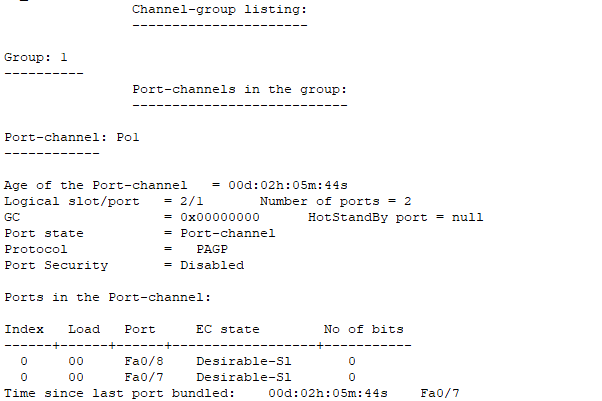 Channel-group listing:
----------------------
Group: 1
----------
Port-channels in the group:
---------------------------
Port-channel: Po1
------------
Age of the Port-channel   = 00d:02h:05m:44s
Logical slot/port   = 2/1       Number of ports = 2
GC                  = 0x00000000      HotStandBy port = null
Port state          = Port-channel
Protocol            =   PAGP
Port Security       = Disabled
Ports in the Port-channel:
Index   Load   Port     EC state        No of bits
------+------+------+------------------+-----------
  0     00     Fa0/8    Desirable-Sl       0
  0     00     Fa0/7    Desirable-Sl       0
Time since last port bundled:    00d:02h:05m:44s    Fa0/7